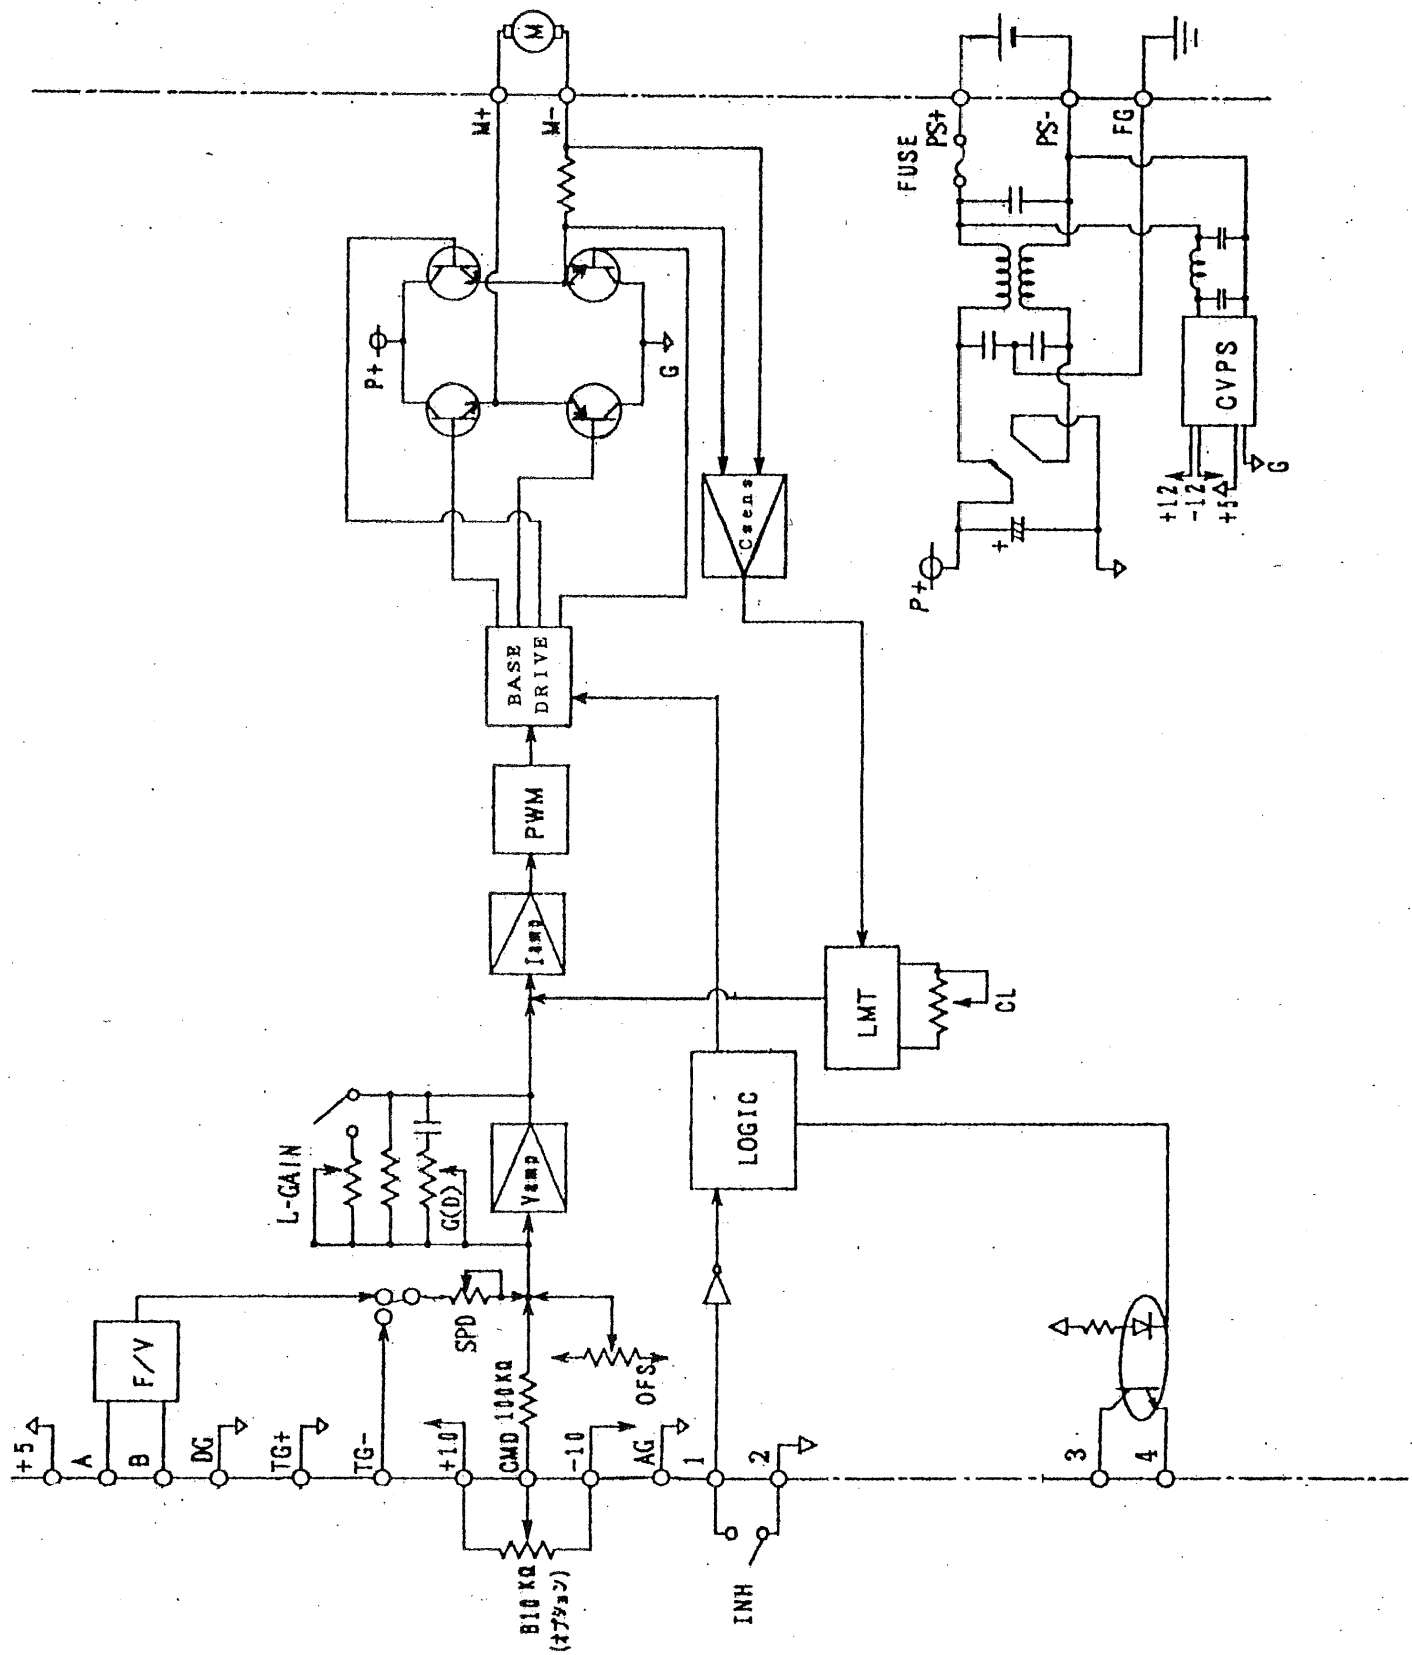 M
M+
M-
PS+
PS-
FG
FUSE
P+
G
CVPS
+12
-12
+5
G
P+
Csens
BASE
DRIVE
PWM
Iamp
LMT
CL
LOGIC
L-GAIN
G(D)
Vamp
SPD
OFS
F/V
+5
A
B
DG
TG+
TG-
+10
CMD 100KΩ
-10
AG
1
2
3
4
B10KΩ
(オプション)
INH